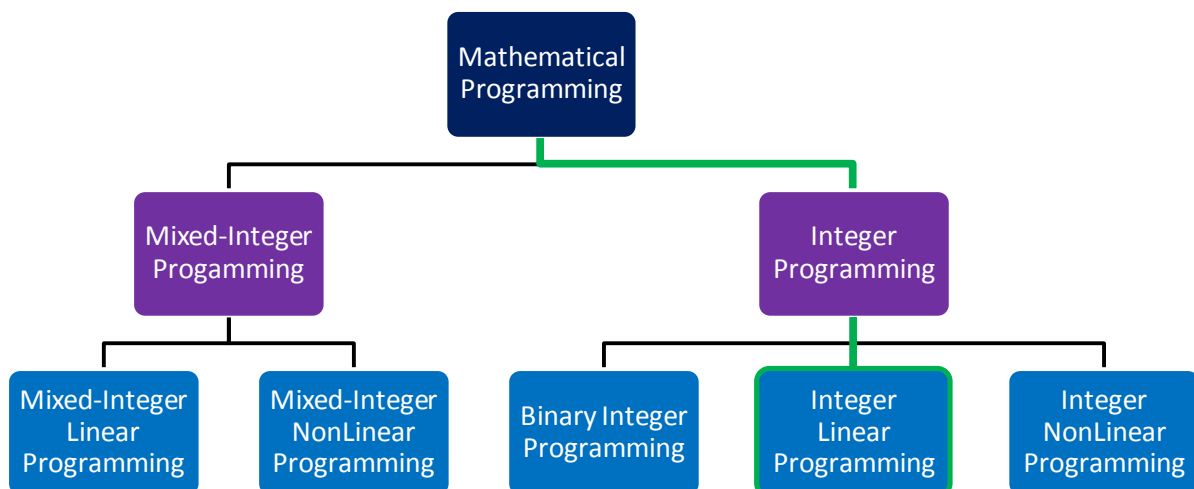 Mathematical
Programming
Mixed-Integer
Progamming
Integer
Programming
Mixed-Integer
Linear
Programming
Mixed-Integer
NonLinear
Programming
Binary Integer
Programming
Integer
Linear
Programming
Integer
NonLinear
Programming